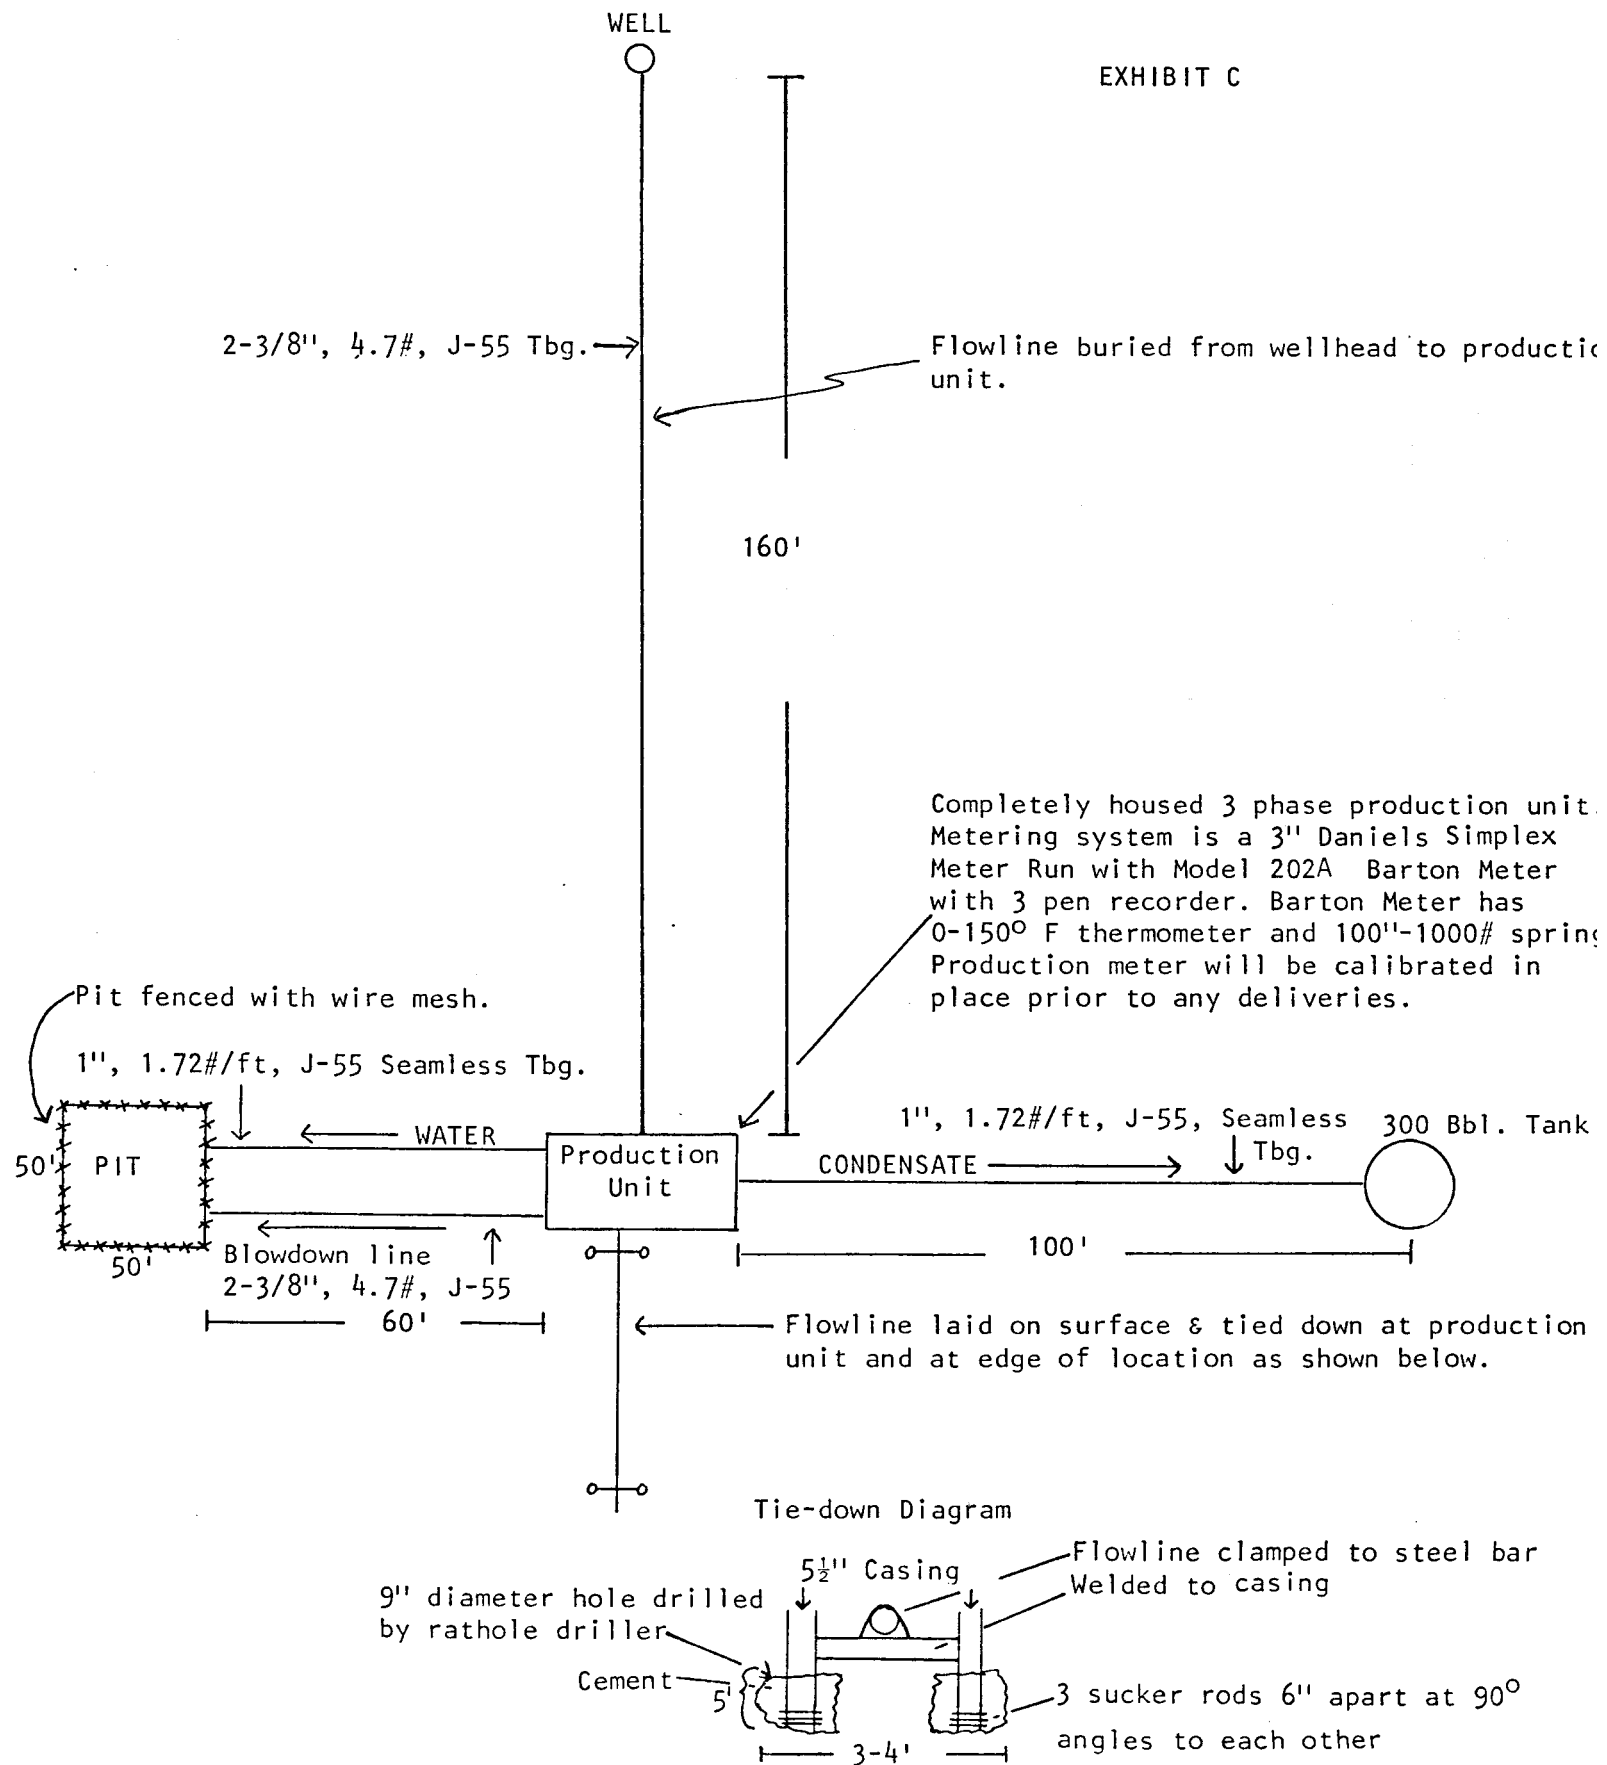 WELL
EXHIBIT C
2-3/8", 4.7#, J-55 Tbg.
Flowline buried from wellhead to productio
unit.
160'
Completely housed 3 phase production unit.
Metering system is a 3" Daniels Simplex
Meter Run with Model 202A Barton Meter
with 3 pen recorder. Barton Meter has
0-150° F thermometer and 100"-1000# spring
Production meter will be calibrated in
place prior to any deliveries.
Pit fenced with wire mesh.
1", 1.72#/ft, J-55 Seamless Tbg.
WATER
50'
PIT
50'
Production
Unit
1", 1.72#/ft, J-55, Seamless
Tbg.
300 Bbl. Tank
CONDENSATE
100'
Blowdown line
2-3/8", 4.7#, J-55
60'
Flowline laid on surface & tied down at production
unit and at edge of location as shown below.
Tie-down Diagram
5½" Casing
Flowline clamped to steel bar
Welded to casing
9" diameter hole drilled
by rathole driller
Cement
5'
3 sucker rods 6" apart at 90°
angles to each other
3-4'